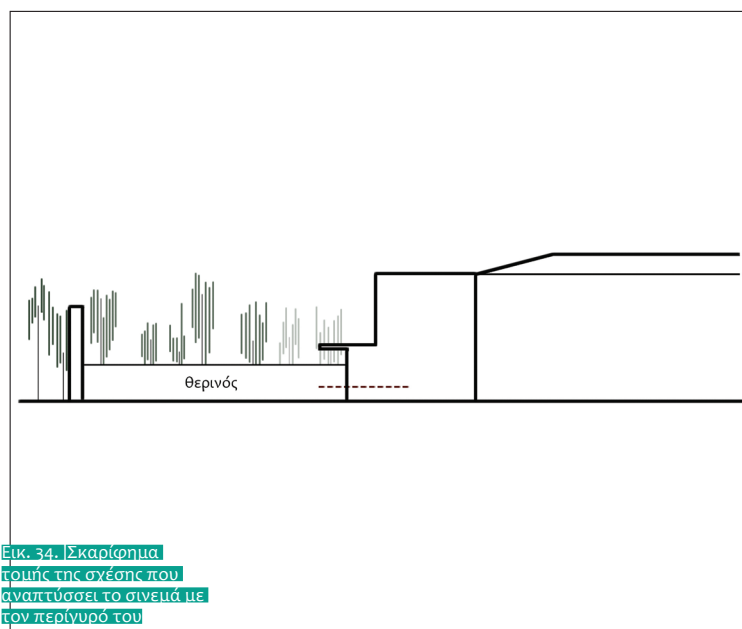 θερινός
Εικ. 34. |Σκαρίφημα
τομής της σχέσης που
αναπτύσσει το σινεμά με
τον περίγυρό του